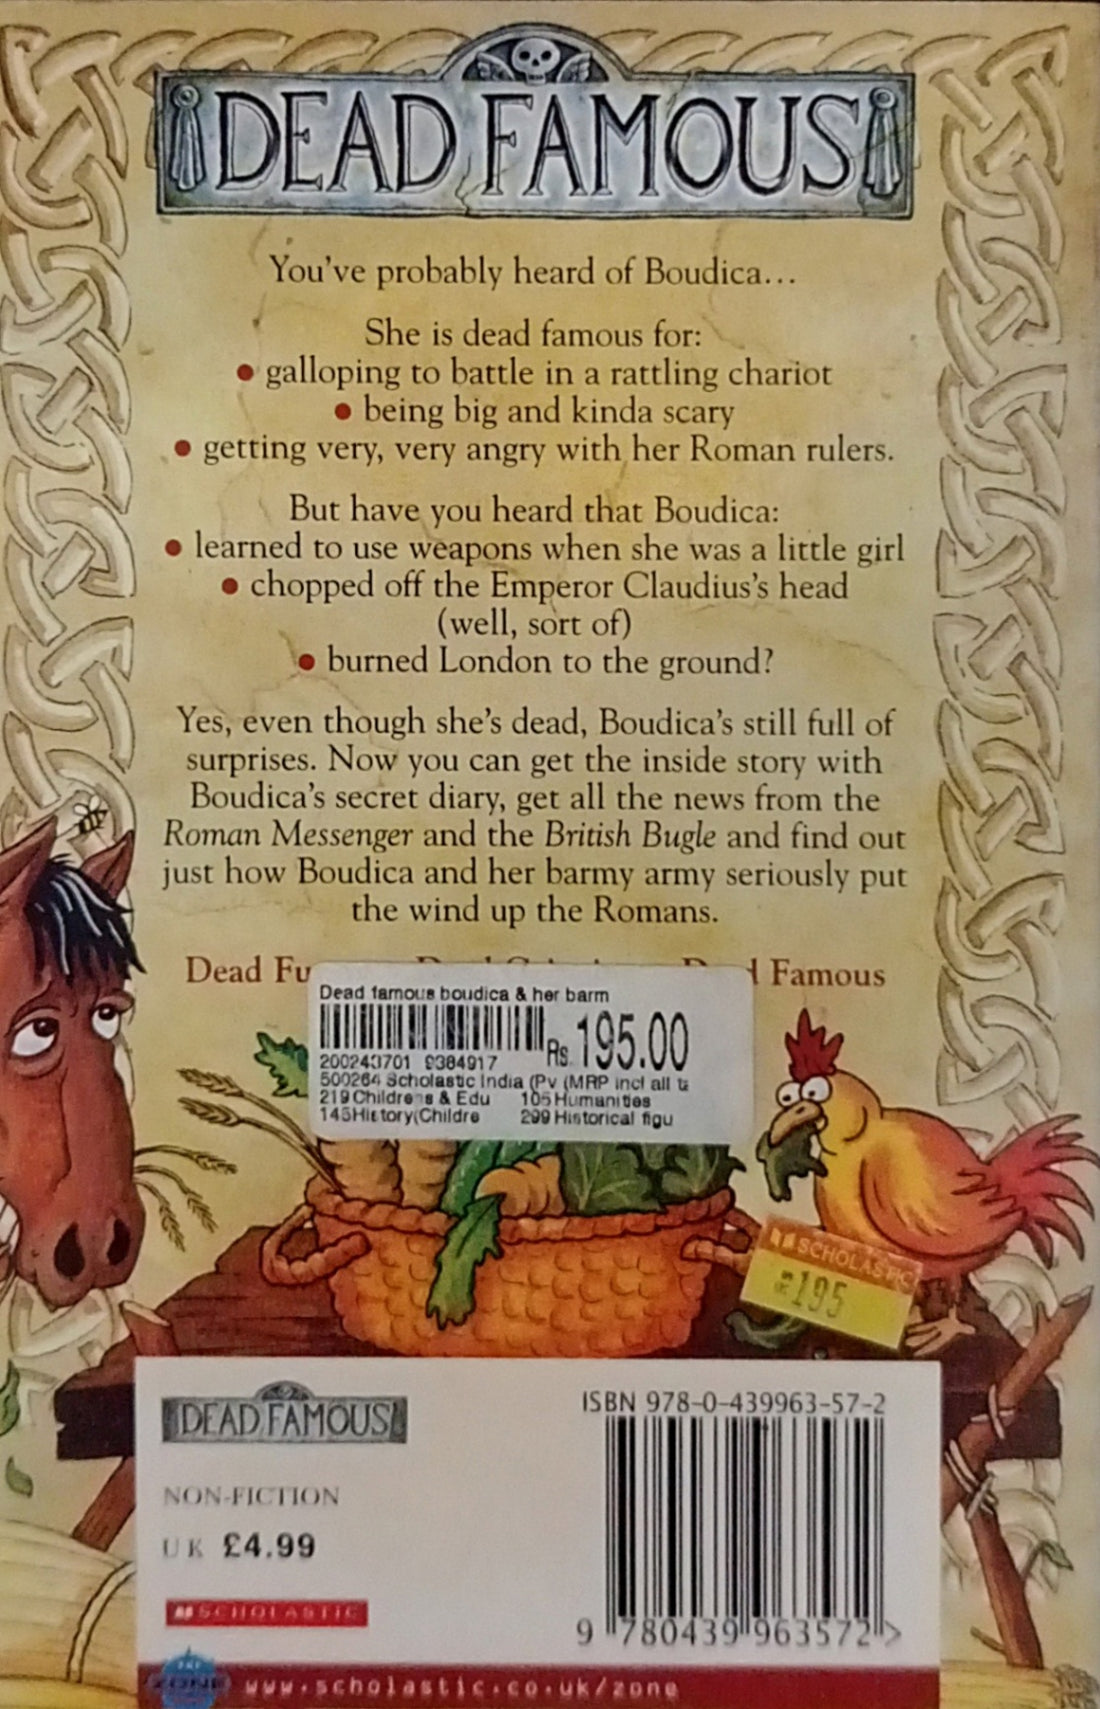 DEAD FAMOUS
You've probably heard of Boudica...
She is dead famous for:
• galloping to battle in a rattling chariot
• being big and kinda scary
• getting very, very angry with her Roman rulers.
But have you heard that Boudica:
• learned to use weapons when she was a little girl
• chopped off the Emperor Claudius's head
(well, sort of)
• burned London to the ground?
Yes, even though she's dead, Boudica's still full of
surprises. Now you can get the inside story with
Boudica's secret diary, get all the news from the
Roman Messenger and the British Bugle and find out
just how Boudica and her barmy army seriously put
the wind up the Romans.
Dead Fu Famous
Dead famous boudica & her barm
Rs. 195.00
200243701 9384917
500264 Scholastic India (Pv (MRP incl all ta
219 Childrens & Edu 105 Humanities
145History(Childre 299 Historical figu
SCHOLASTIC
195
DEAD FAMOUS
ISBN 978-0-439963-57-2
NON-FICTION
UK £4.99
SCHOLASTIC
9 780439 963572 >
ZONE
www.scholastic.co.uk/zone